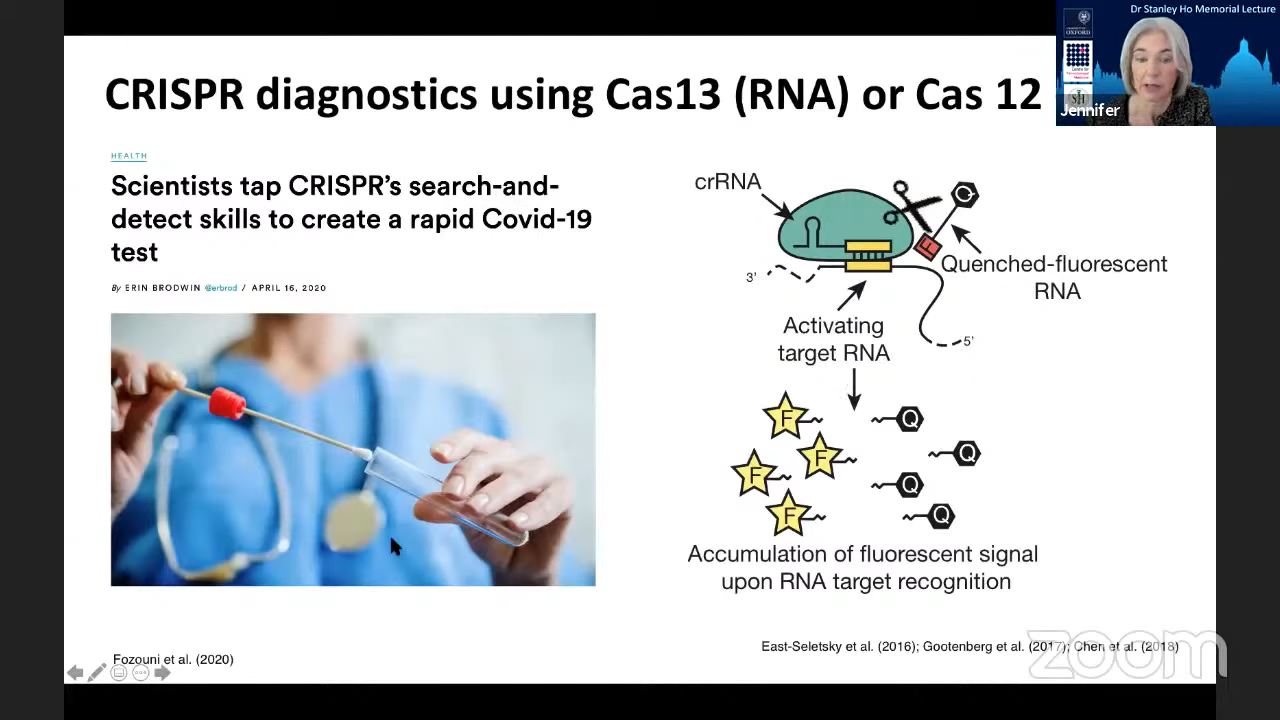 Dr Stanley Ho Memorial Lecture
CRISPR diagnostics using Cas13 (RNA) or Cas 12
OXFORD
Jennifer
HEALTH
Scientists tap CRISPR’s search-and-
detect skills to create a rapid Covid-19
test
By ERIN BRODWIN @erbrod / APRIL 16, 2020
crRNA
Q
F
Quenched-fluorescent
RNA
3’
5’
Activating
target RNA
F
Q
F
Q
F
Q
F
Q
Accumulation of fluorescent signal
upon RNA target recognition
East-Seletsky et al. (2016); Gootenberg et al. (2017); Chen et al. (2018)
Fozouni et al. (2020)
zoom